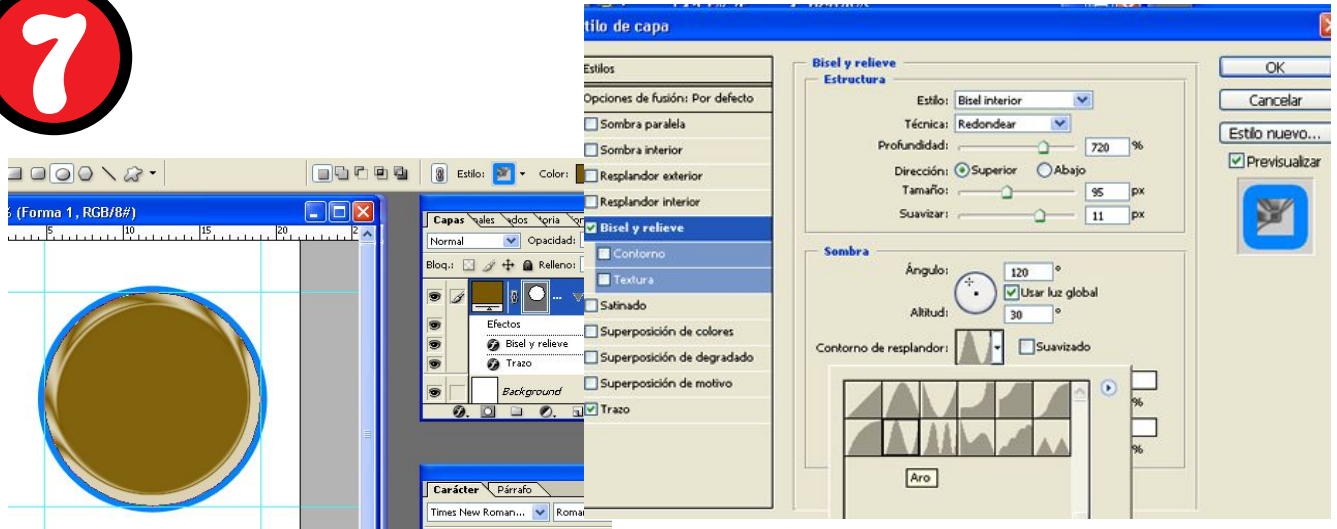 7
% (Forma 1, RGB/8#)
5 10 15 20 2
Estilo: Color:
Capas
Normal Opacidad:
Bloq.: Relleno:
...
Efectos
Bisel y relieve
Trazo
Background
Carácter Párrafo
Times New Roman... Roma
tilo de capa
Estilos
Opciones de fusión: Por defecto
Sombra paralela
Sombra interior
Resplandor exterior
Resplandor interior
Bisel y relieve
Contorno
Textura
Satinado
Superposición de colores
Superposición de degradado
Superposición de motivo
Trazo
Bisel y relieve
Estructura
Estilo: Bisel interior
Técnica: Redondear
Profundidad: 720 %
Dirección: Superior Abajo
Tamaño: 95 px
Suavizar: 11 px
Sombra
Ángulo: 120 °
Usar luz global
Altitud: 30 °
Contorno de resplandor: Suavizado
%
%
Aro
OK
Cancelar
Estilo nuevo...
Previsualizar